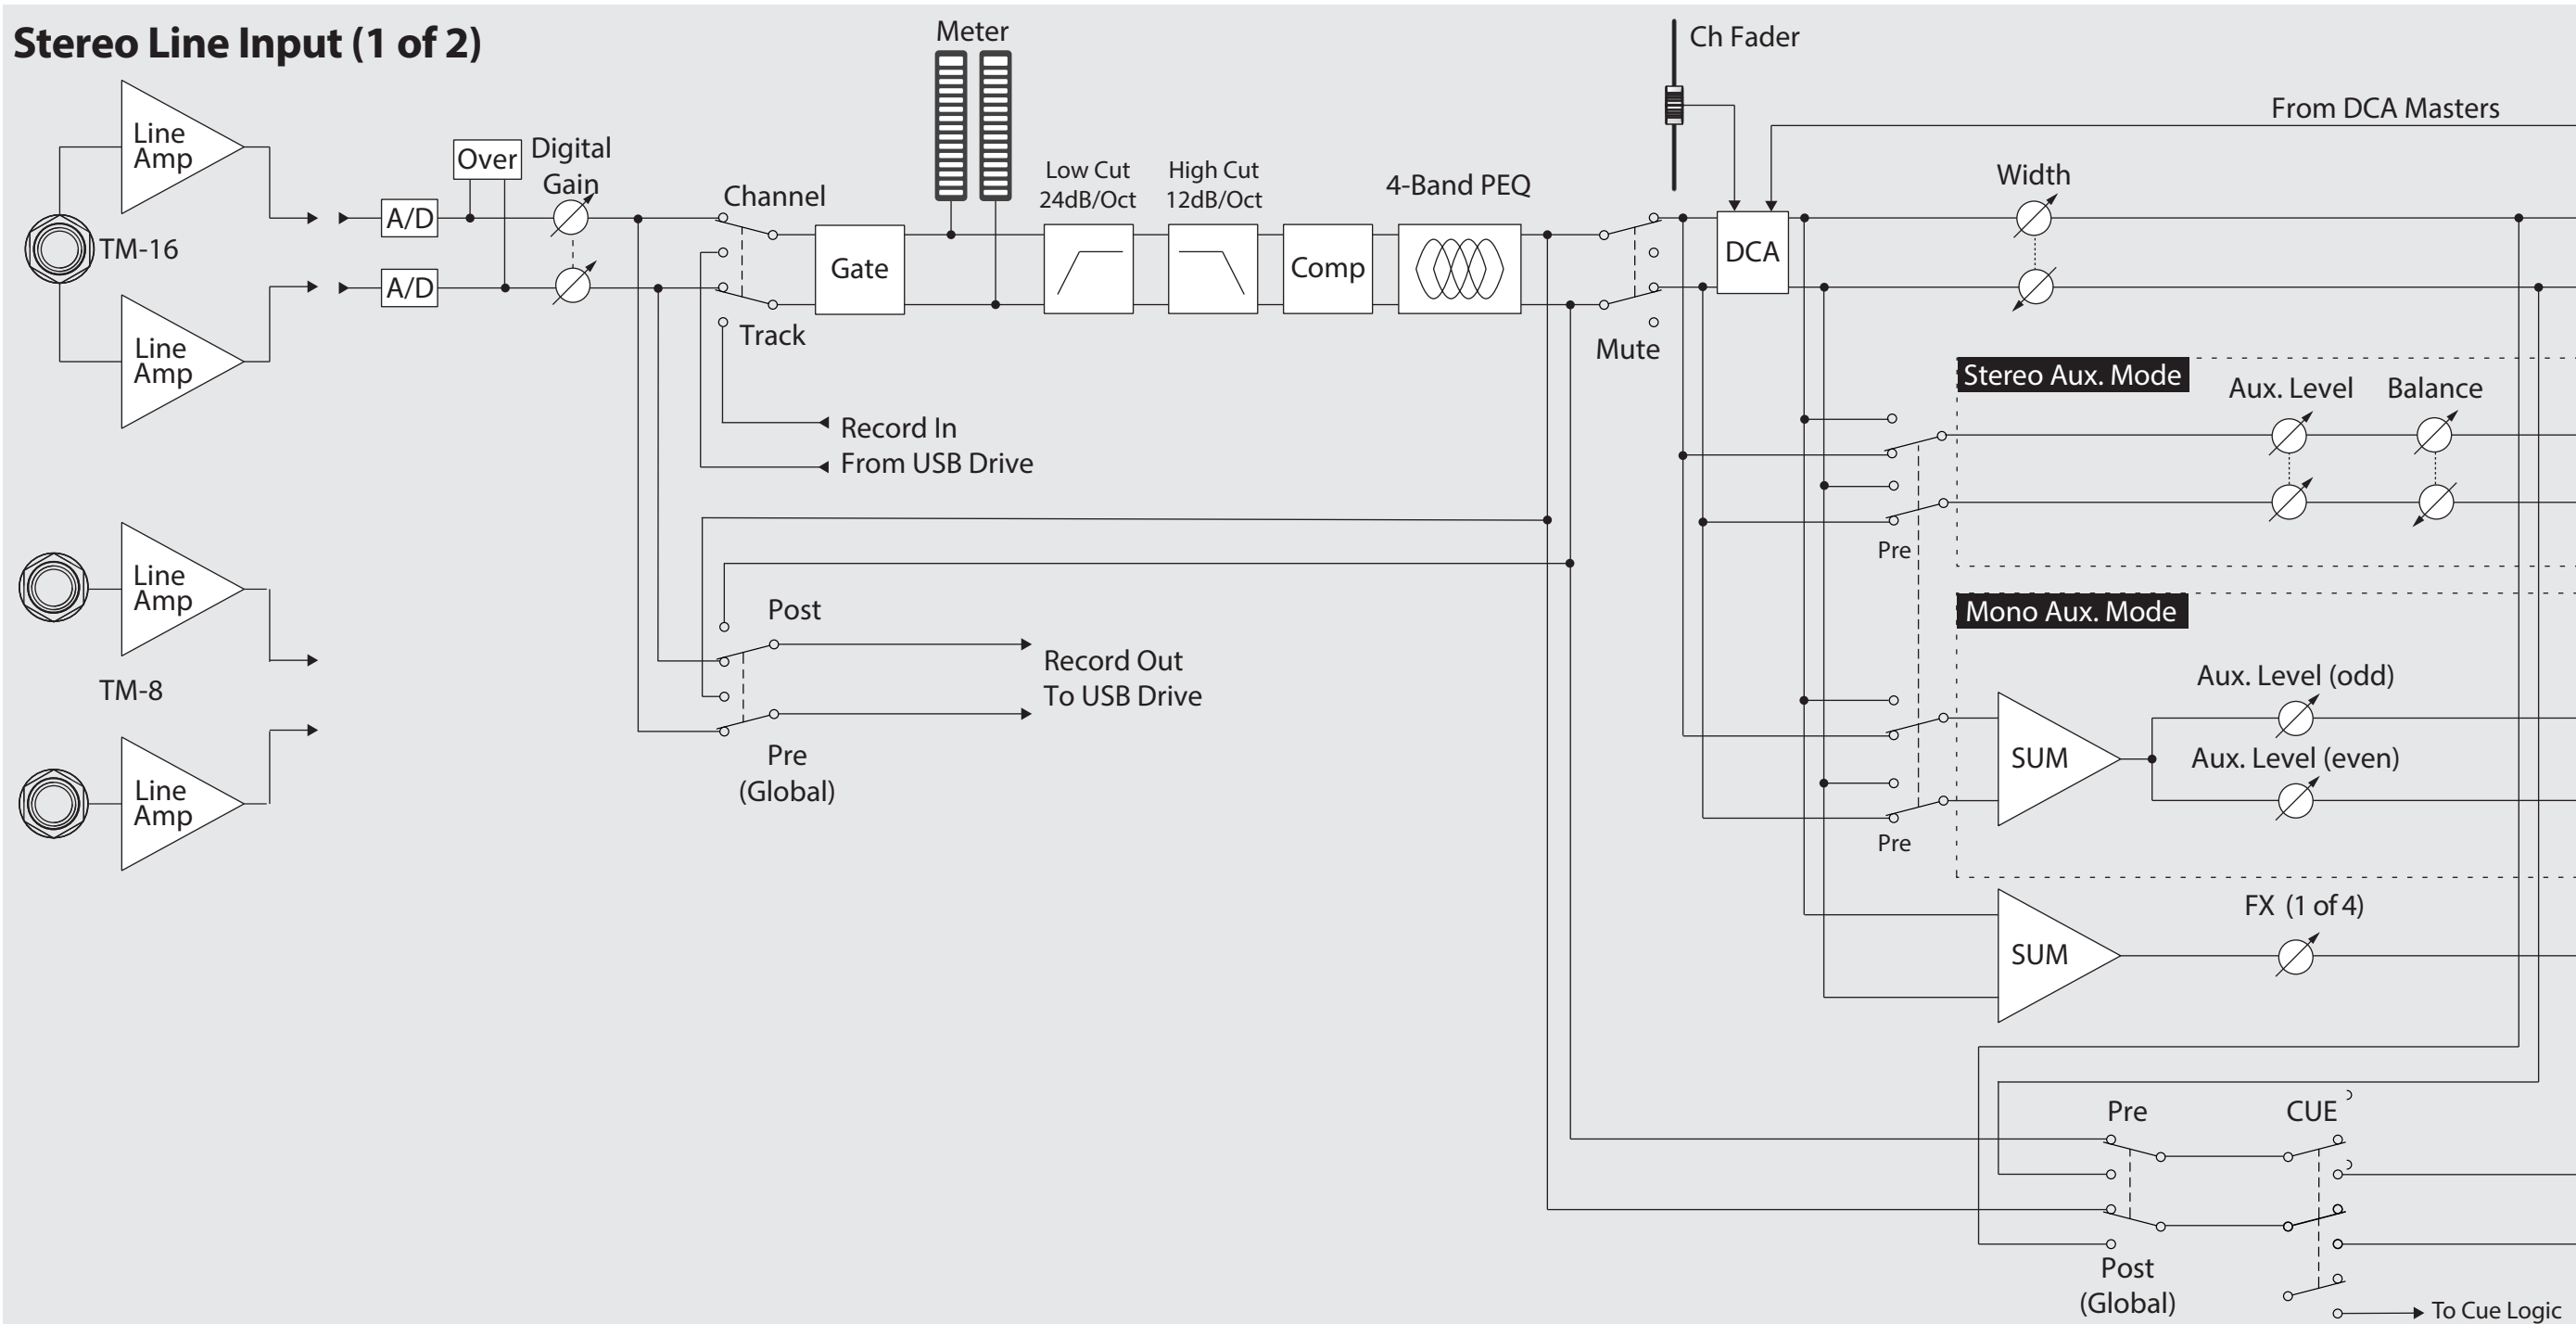 Stereo Line Input (1 of 2)
Meter
Ch Fader
From DCA Masters
Line
Amp
Over
Digital
Gain
Channel
Low Cut
24dB/Oct
High Cut
12dB/Oct
4-Band PEQ
Width
A/D
TM-16
Gate
Comp
DCA
A/D
Track
Mute
Line
Amp
Stereo Aux. Mode
Aux. Level
Balance
Record In
From USB Drive
Pre
Line
Amp
Post
Mono Aux. Mode
Record Out
To USB Drive
TM-8
Aux. Level (odd)
Pre
(Global)
SUM
Aux. Level (even)
Line
Amp
Pre
FX (1 of 4)
SUM
Pre
CUE
Post
(Global)
To Cue Logic